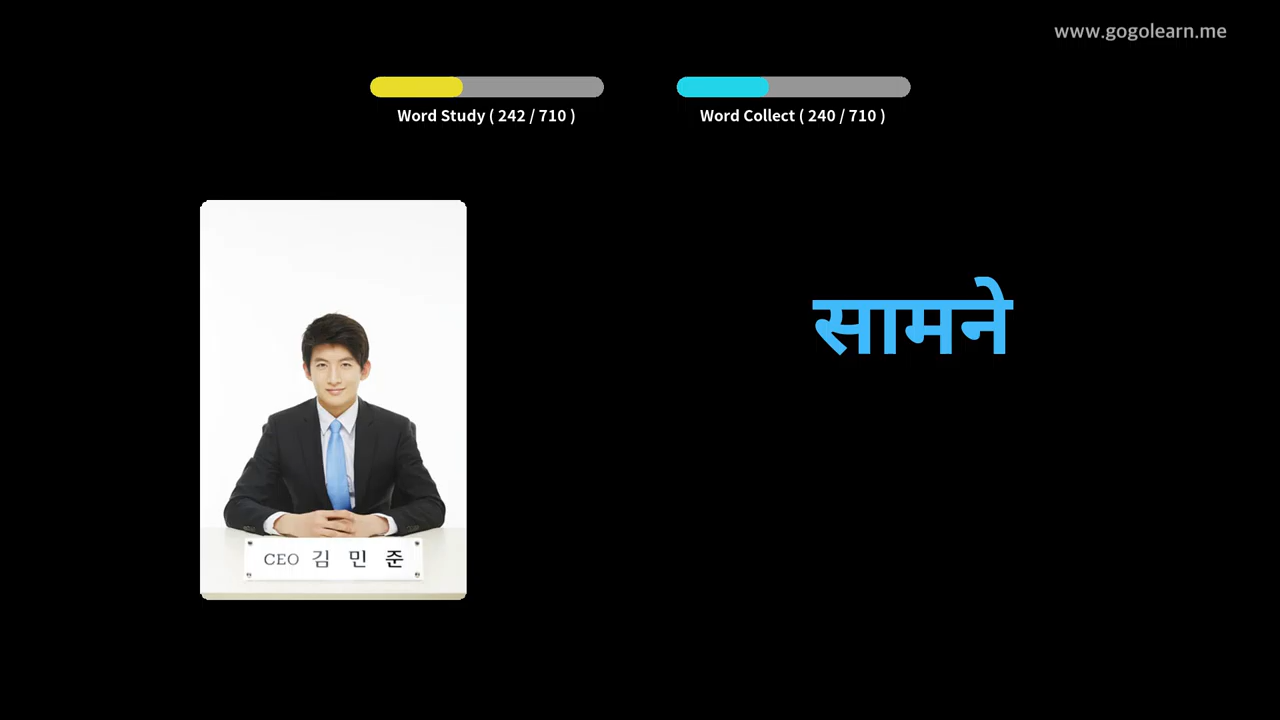 www.gogolearn.me
Word Study ( 242 / 710 )
Word Collect ( 240 / 710 )
सामने
CEO 김 민 준